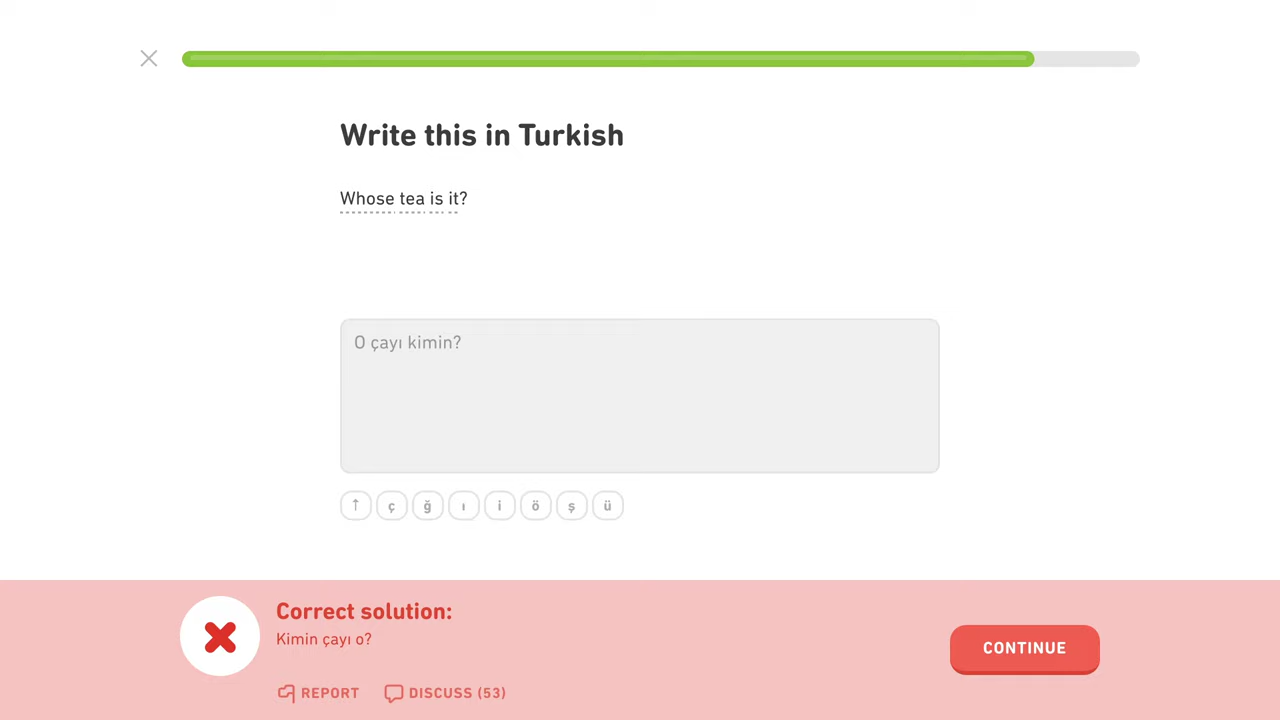 Write this in Turkish
Whose tea is it?
O çayı kimin?
↑ ç ğ ı i ö ş ü
Correct solution:
Kimin çayı o?
CONTINUE
REPORT DISCUSS (53)